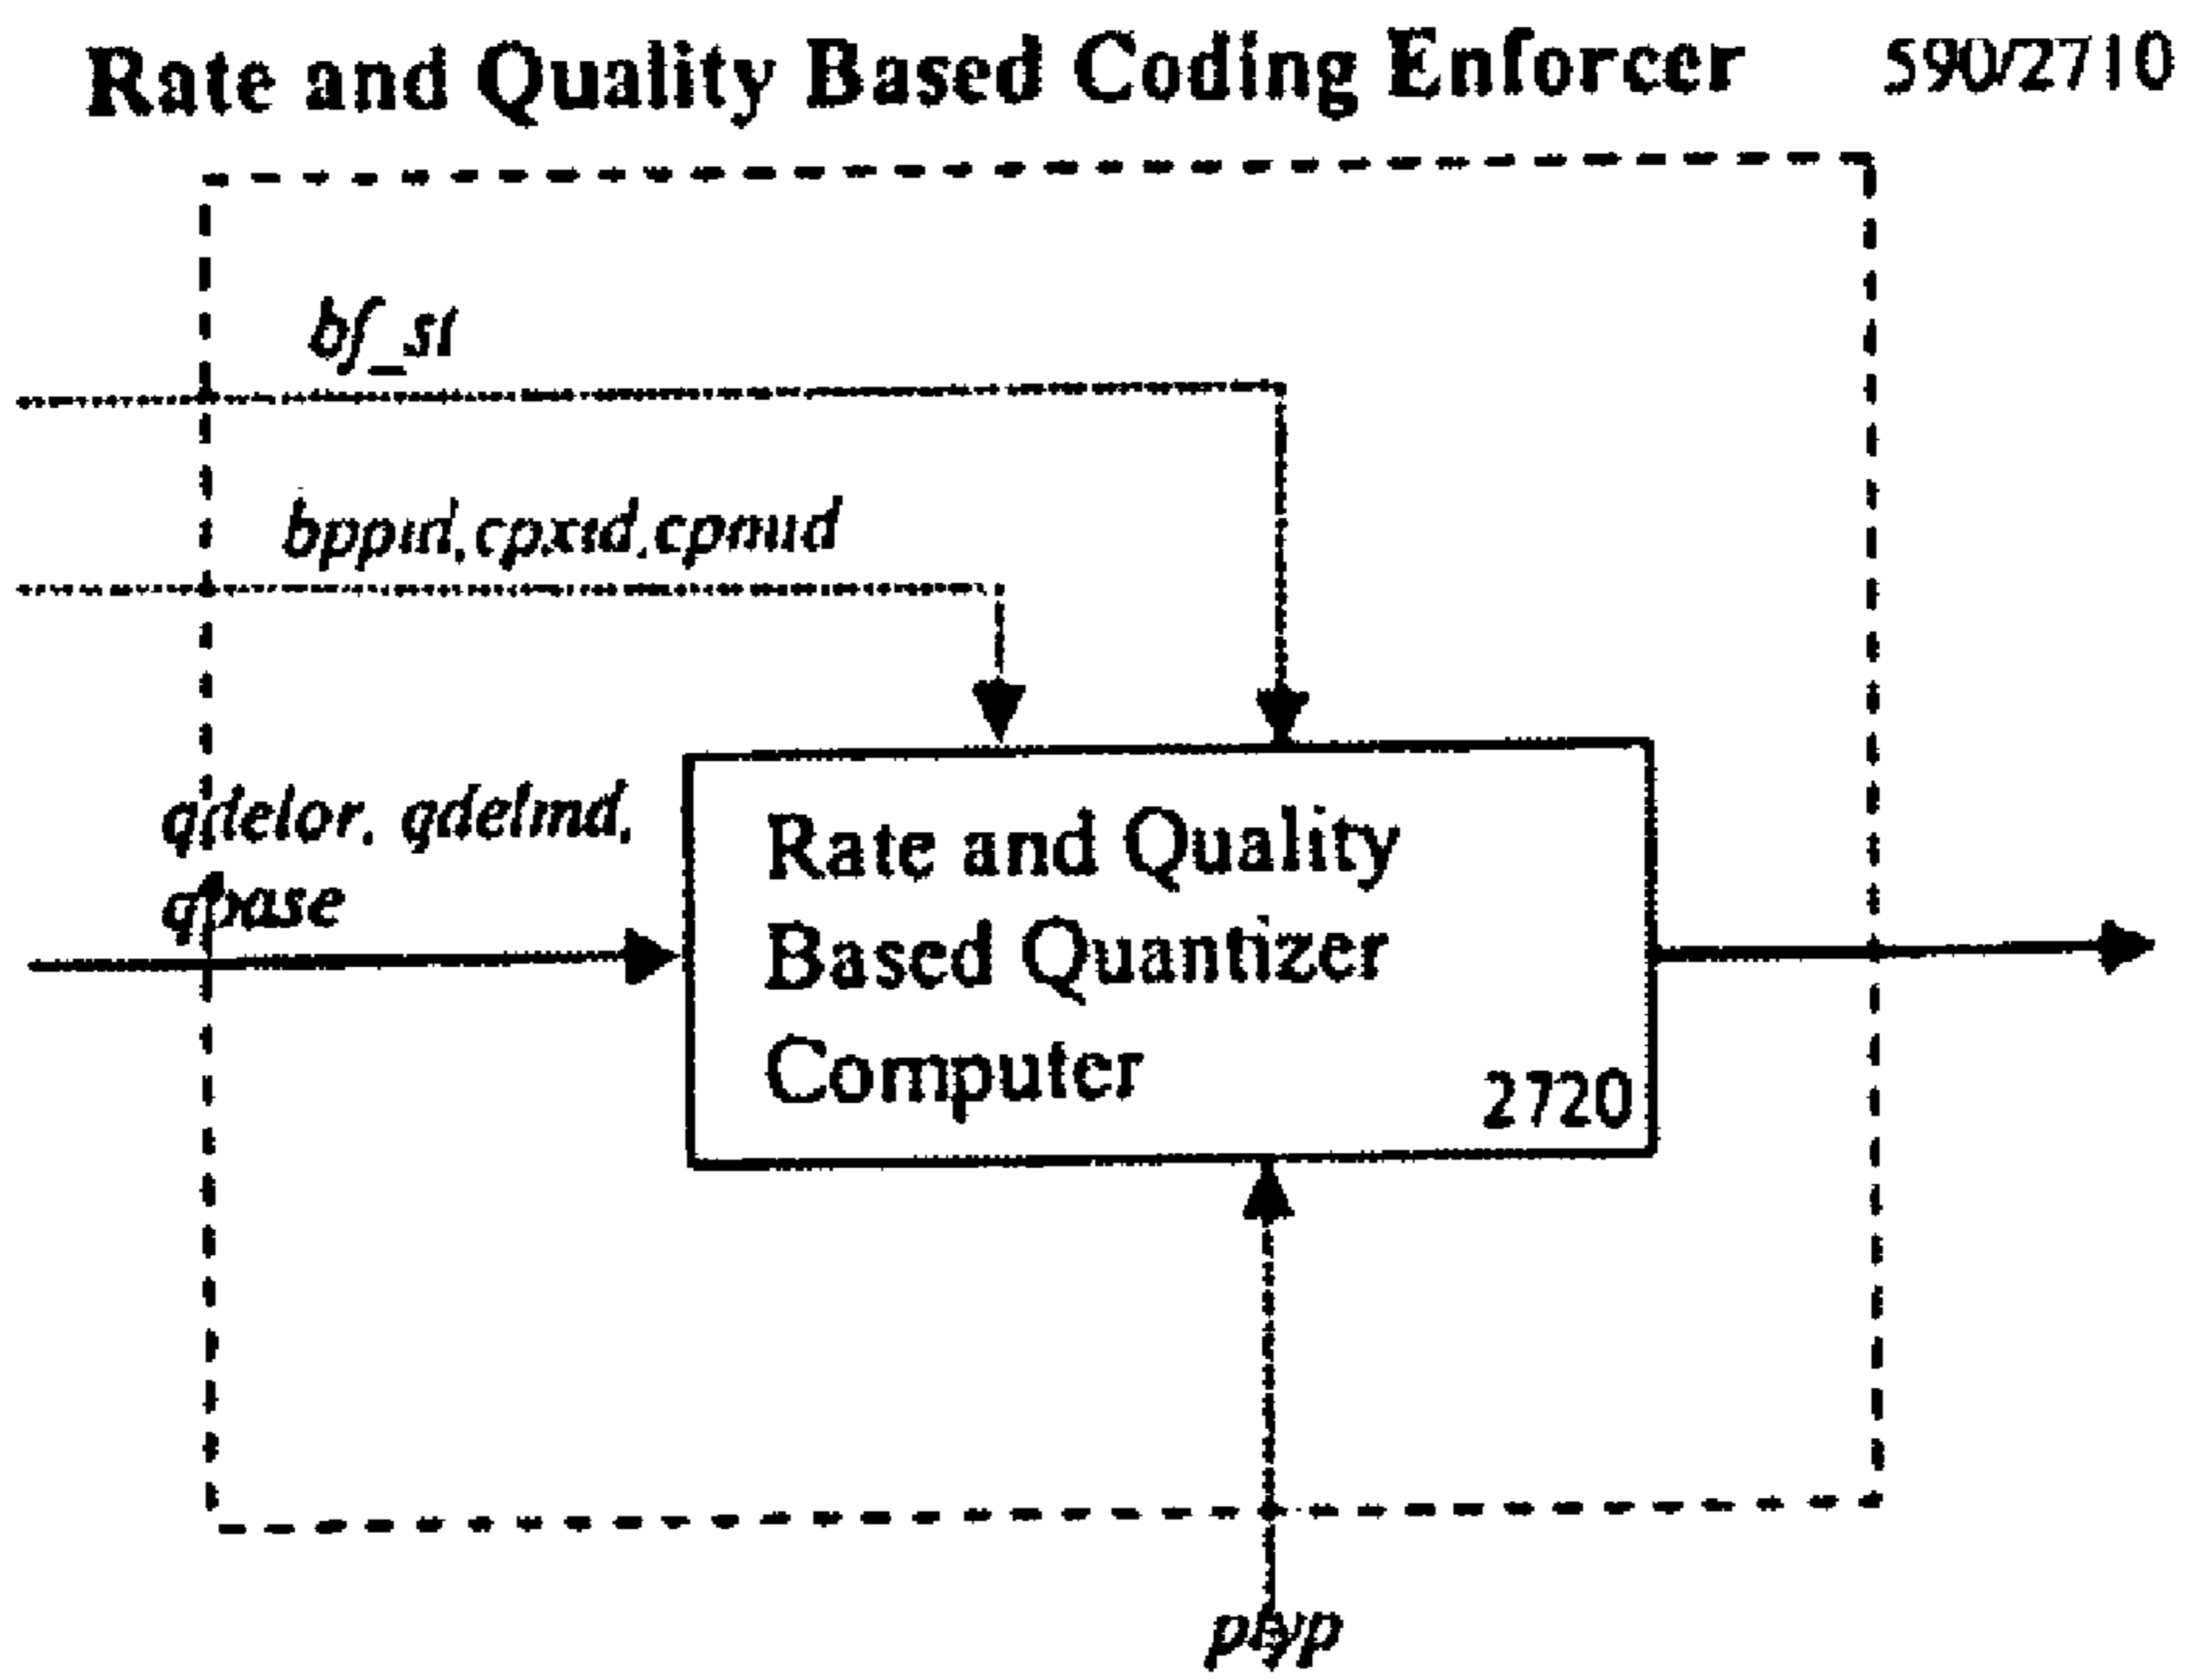 Rate and Quality Based Coding Enforcer 590/2710
bf_st
bppid,cpxid,cpmid
qdelor, qdelmd,
qbase
Rate and Quality
Based Quantizer
Computer
2720
ptyp